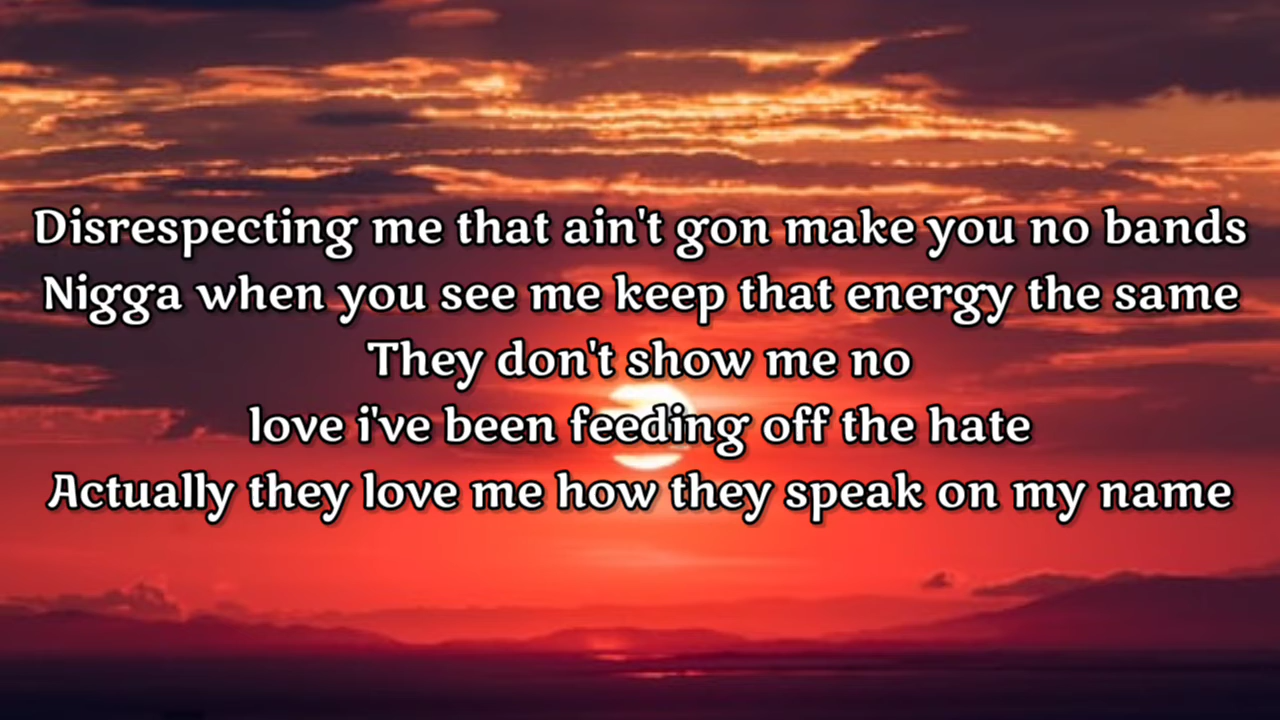 Disrespecting me that ain't gon make you no bands
Nigga when you see me keep that energy the same
They don't show me no
love i've been feeding off the hate
Actually they love me how they speak on my name